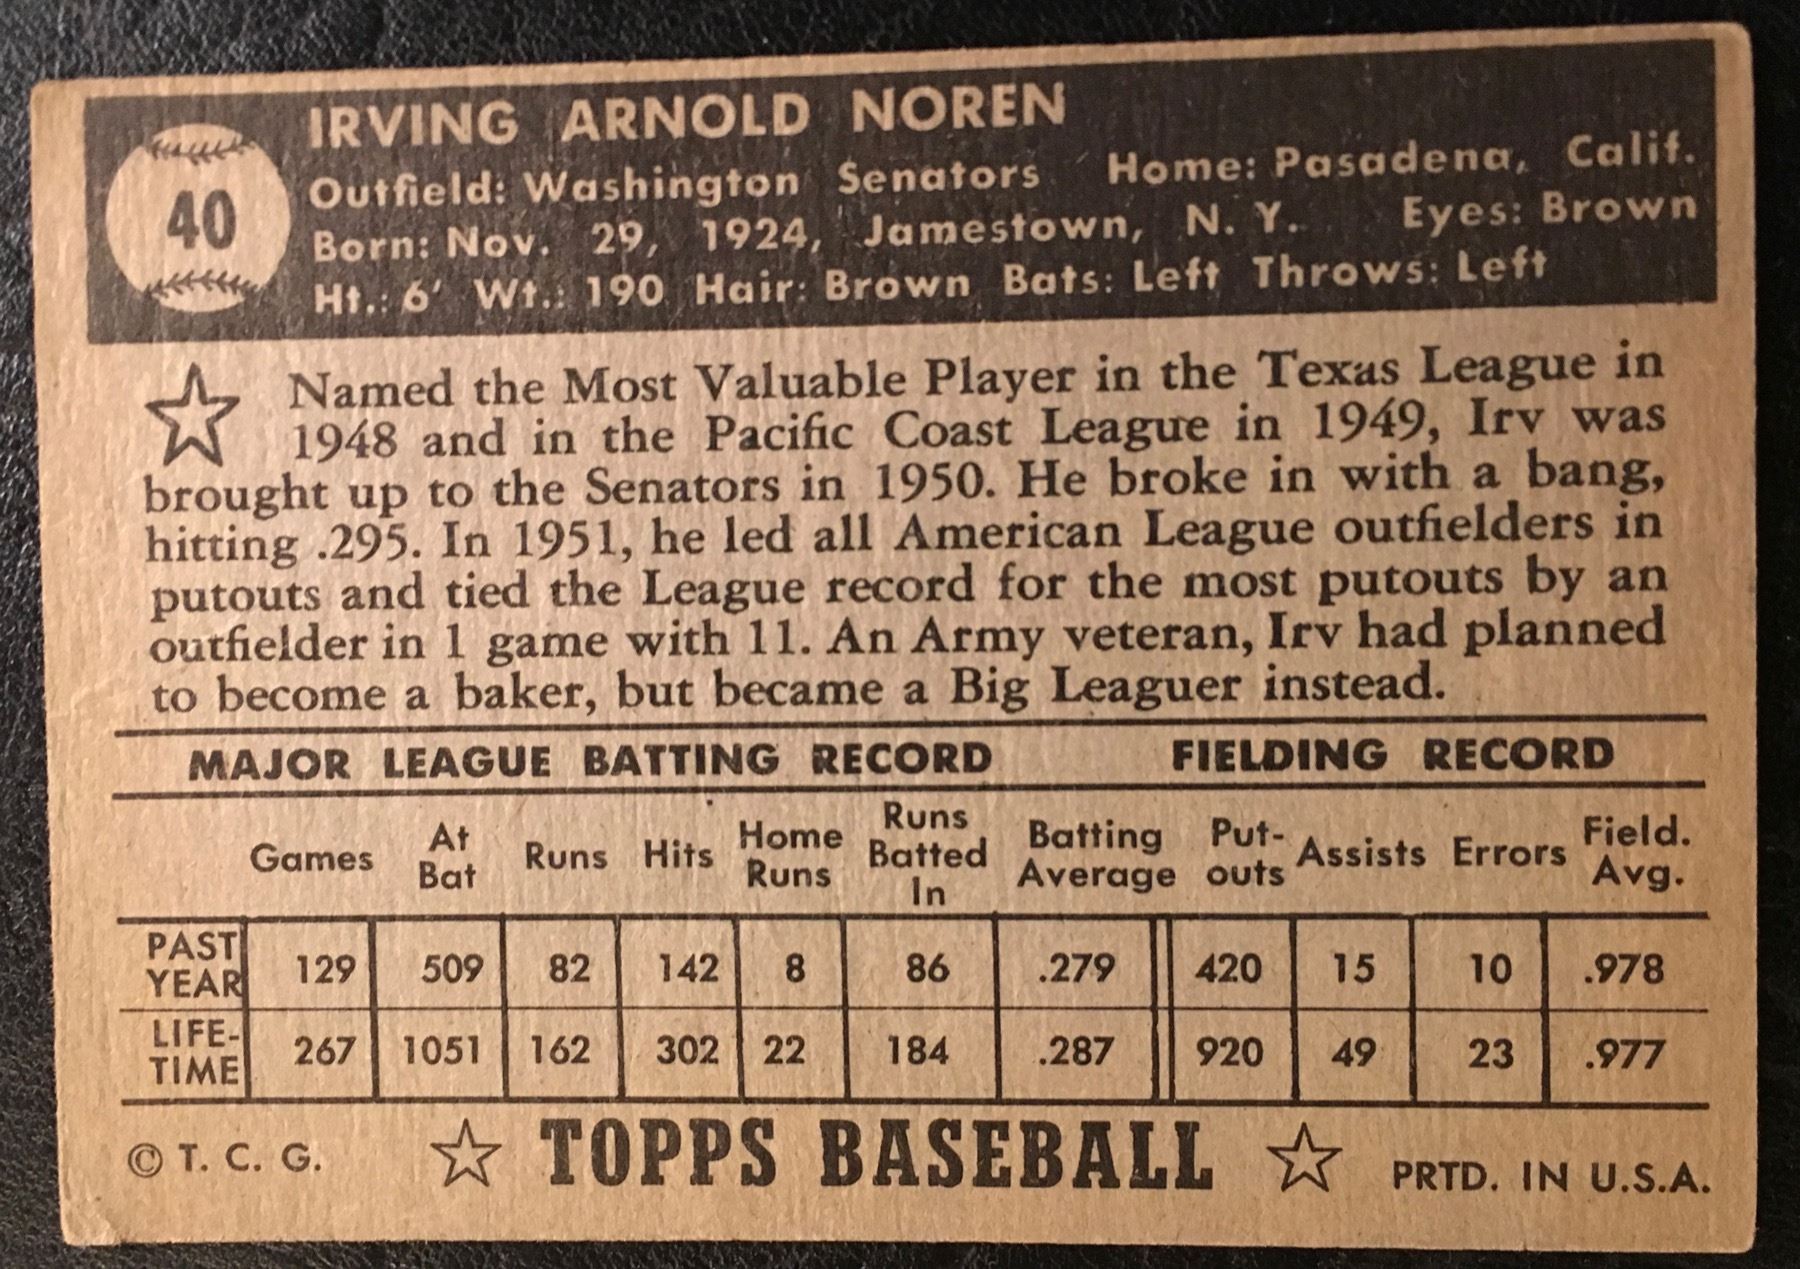 40
IRVING ARNOLD NOREN
Outfield: Washington Senators Home: Pasadena, Calif.
Born: Nov. 29, 1924, Jamestown, N. Y. Eyes: Brown
Ht.: 6' Wt.: 190 Hair: Brown Bats: Left Throws: Left
Named the Most Valuable Player in the Texas League in
1948 and in the Pacific Coast League in 1949, Irv was
brought up to the Senators in 1950. He broke in with a bang,
hitting .295. In 1951, he led all American League outfielders in
putouts and tied the League record for the most putouts by an
outfielder in 1 game with 11. An Army veteran, Irv had planned
to become a baker, but became a Big Leaguer instead.
MAJOR LEAGUE BATTING RECORD FIELDING RECORD
Games At Bat Runs Hits Home Runs Runs Batted In Batting Average Put-outs Assists Errors Field. Avg.
PAST YEAR 129 509 82 142 8 86 .279 420 15 10 .978
LIFE-TIME 267 1051 162 302 22 184 .287 920 49 23 .977
© T. C. G. TOPPS BASEBALL PRTD. IN U.S.A.